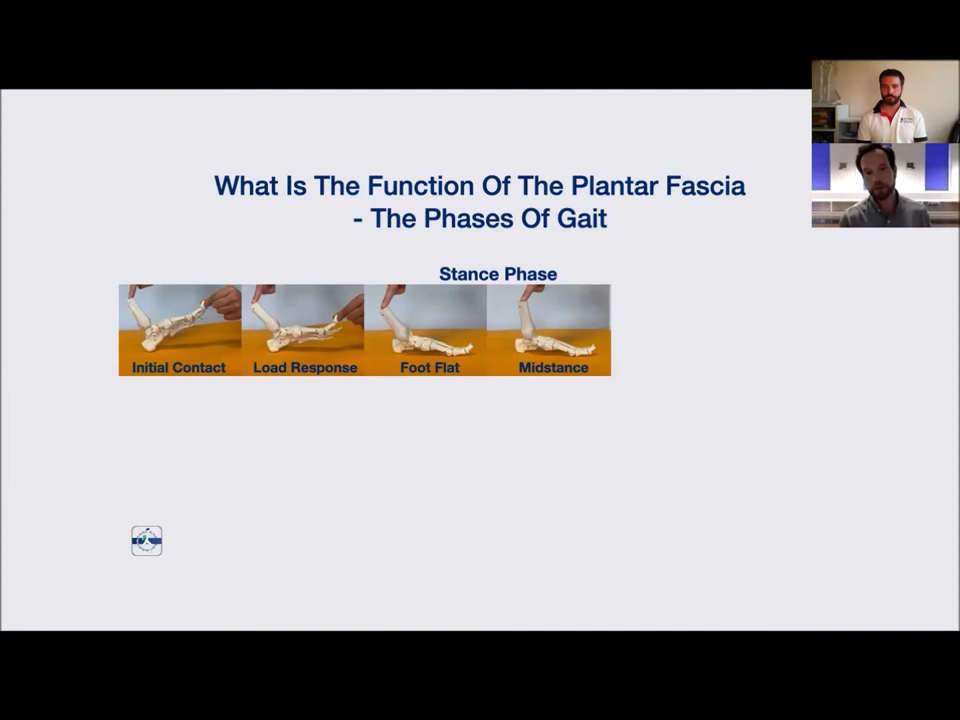 What Is The Function Of The Plantar Fascia
- The Phases Of Gait
Stance Phase
Initial Contact
Load Response
Foot Flat
Midstance